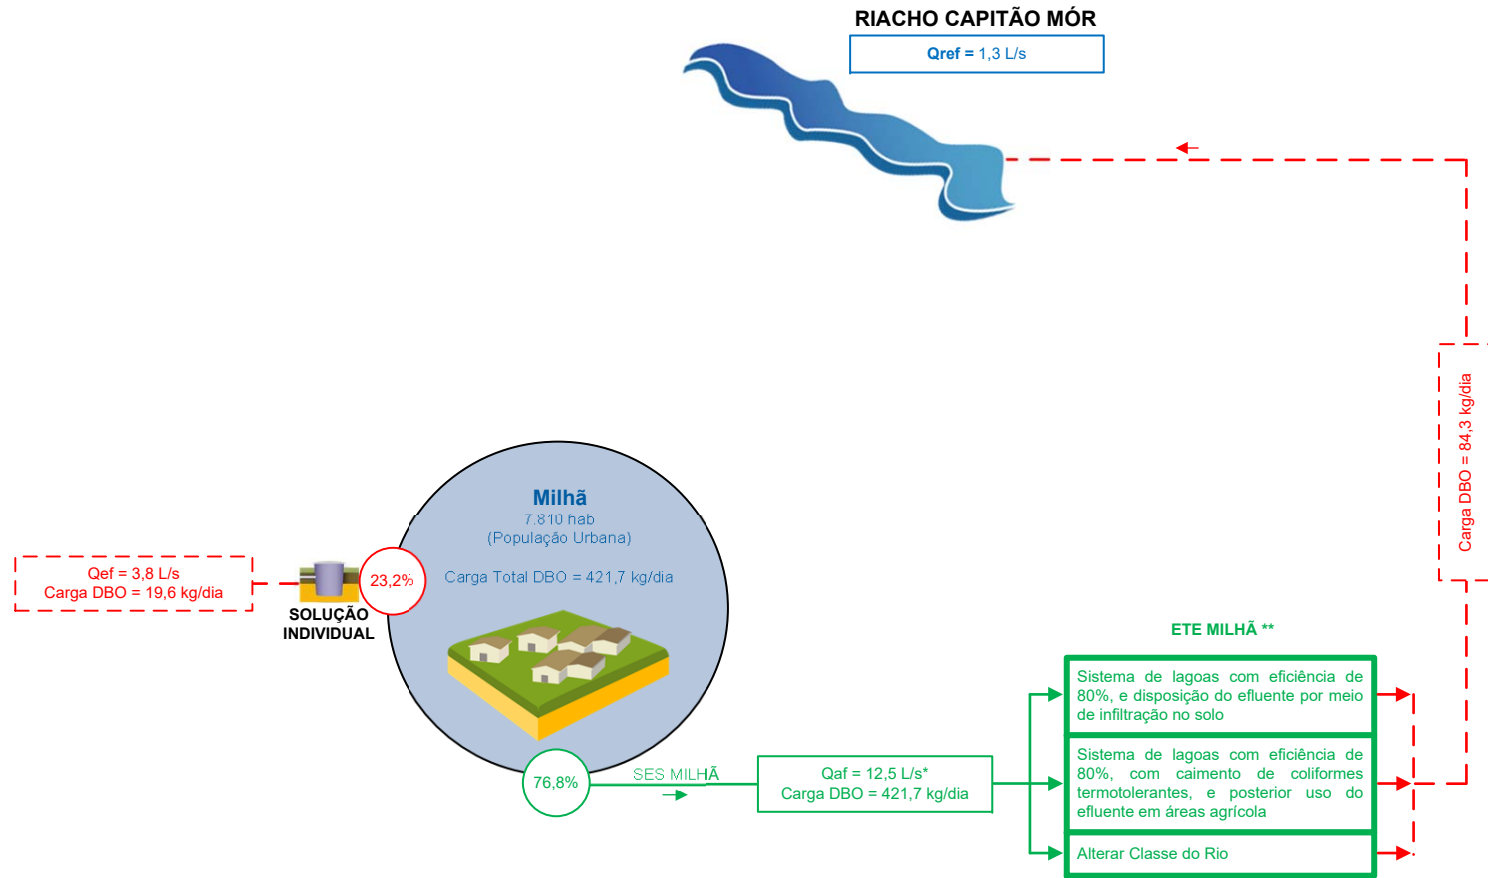 RIACHO CAPITÃO MÓR
Qref = 1,3 L/s
Carga DBO = 84,3 kg/dia
Milhã
7.810 hab
(População Urbana)
Carga Total DBO = 421,7 kg/dia
Qef = 3,8 L/s
Carga DBO = 19,6 kg/dia
23,2%
SOLUÇÃO
INDIVIDUAL
76,8%
SES MILHÃ
Qaf = 12,5 L/s*
Carga DBO = 421,7 kg/dia
ETE MILHÃ **
Sistema de lagoas com eficiência de
80%, e disposição do efluente por meio
de infiltração no solo
Sistema de lagoas com eficiência de
80%, com caimento de coliformes
termotolerantes, e posterior uso do
efluente em áreas agrícola
Alterar Classe do Rio